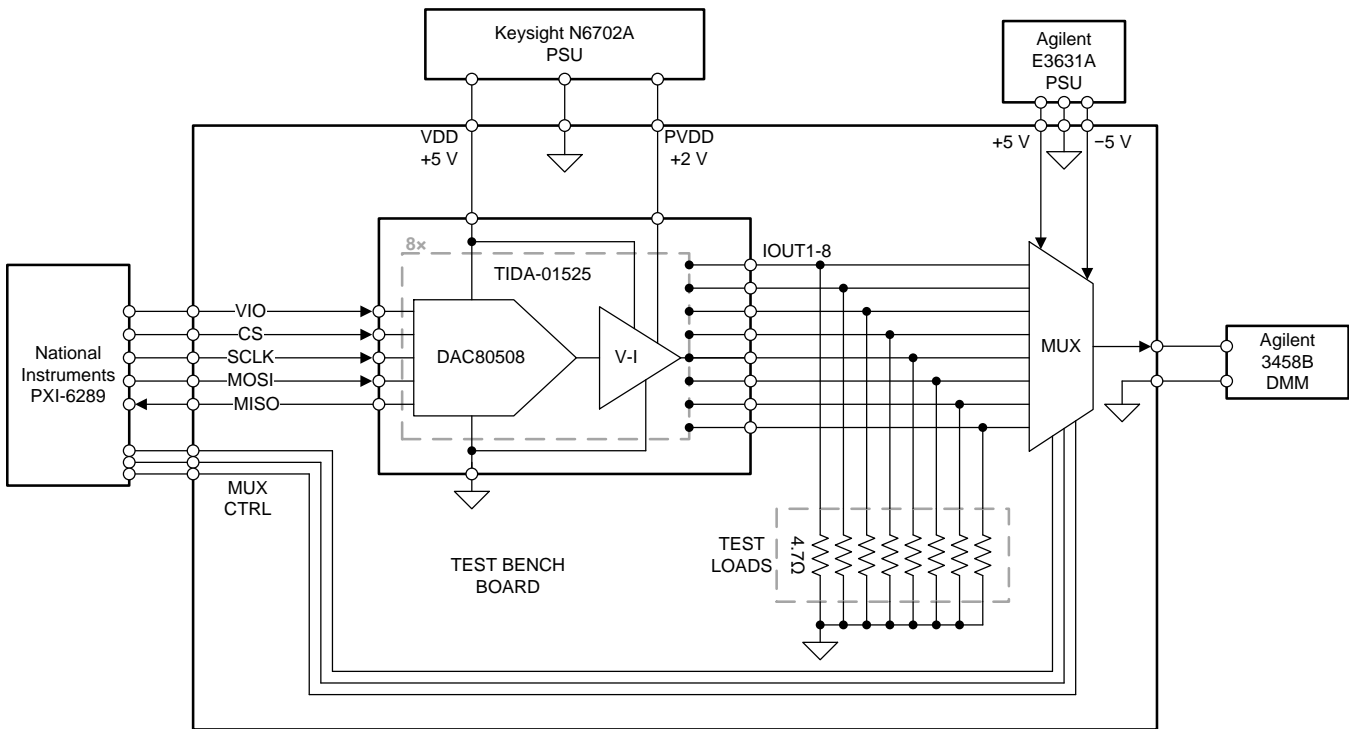 Keysight N6702A
PSU
Agilent
E3631A
PSU
VDD
+5 V
PVDD
+2 V
+5 V
−5 V
8×
TIDA-01525
IOUT1-8
National
Instruments
PXI-6289
VIO
CS
SCLK
MOSI
MISO
DAC80508
V-I
MUX
Agilent
3458B
DMM
MUX
CTRL
TEST BENCH
BOARD
TEST
LOADS
4.7Ω